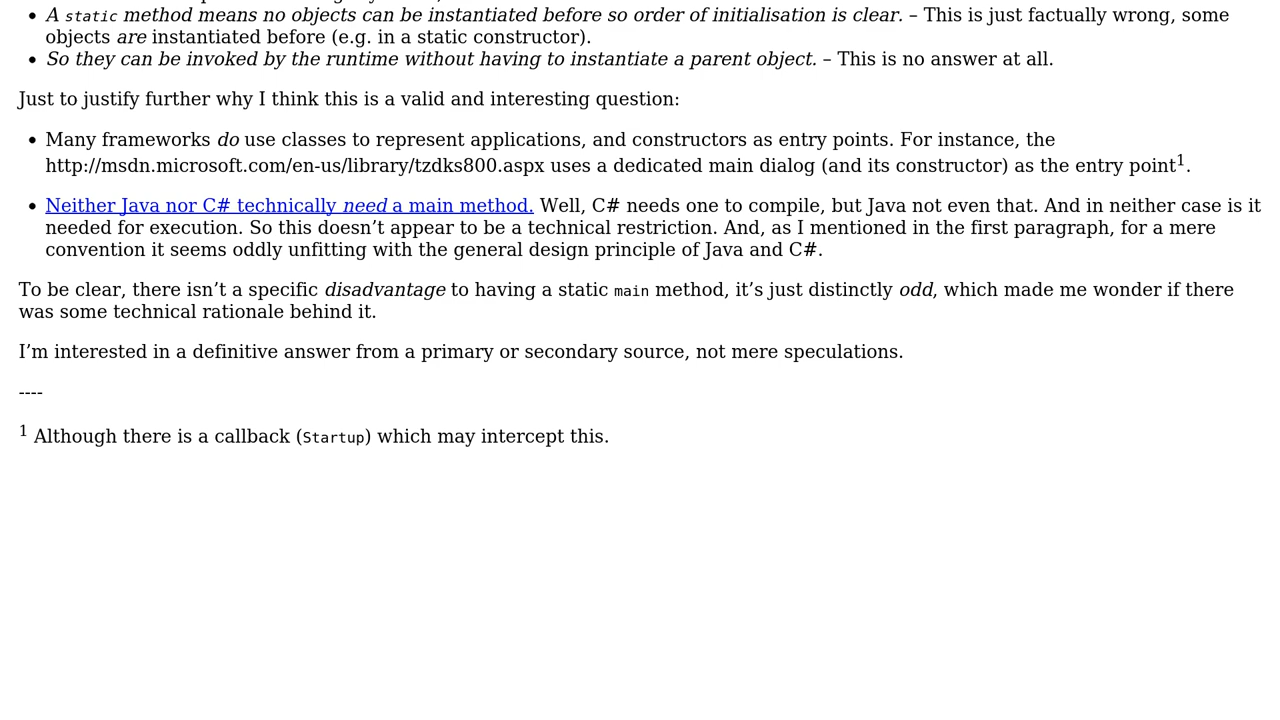 • A static method means no objects can be instantiated before so order of initialisation is clear. – This is just factually wrong, some
objects are instantiated before (e.g. in a static constructor).
• So they can be invoked by the runtime without having to instantiate a parent object. – This is no answer at all.
Just to justify further why I think this is a valid and interesting question:
• Many frameworks do use classes to represent applications, and constructors as entry points. For instance, the
http://msdn.microsoft.com/en-us/library/tzdks800.aspx uses a dedicated main dialog (and its constructor) as the entry point1.
• Neither Java nor C# technically need a main method. Well, C# needs one to compile, but Java not even that. And in neither case is it
needed for execution. So this doesn’t appear to be a technical restriction. And, as I mentioned in the first paragraph, for a mere
convention it seems oddly unfitting with the general design principle of Java and C#.
To be clear, there isn’t a specific disadvantage to having a static main method, it’s just distinctly odd, which made me wonder if there
was some technical rationale behind it.
I’m interested in a definitive answer from a primary or secondary source, not mere speculations.
----
1 Although there is a callback (Startup) which may intercept this.